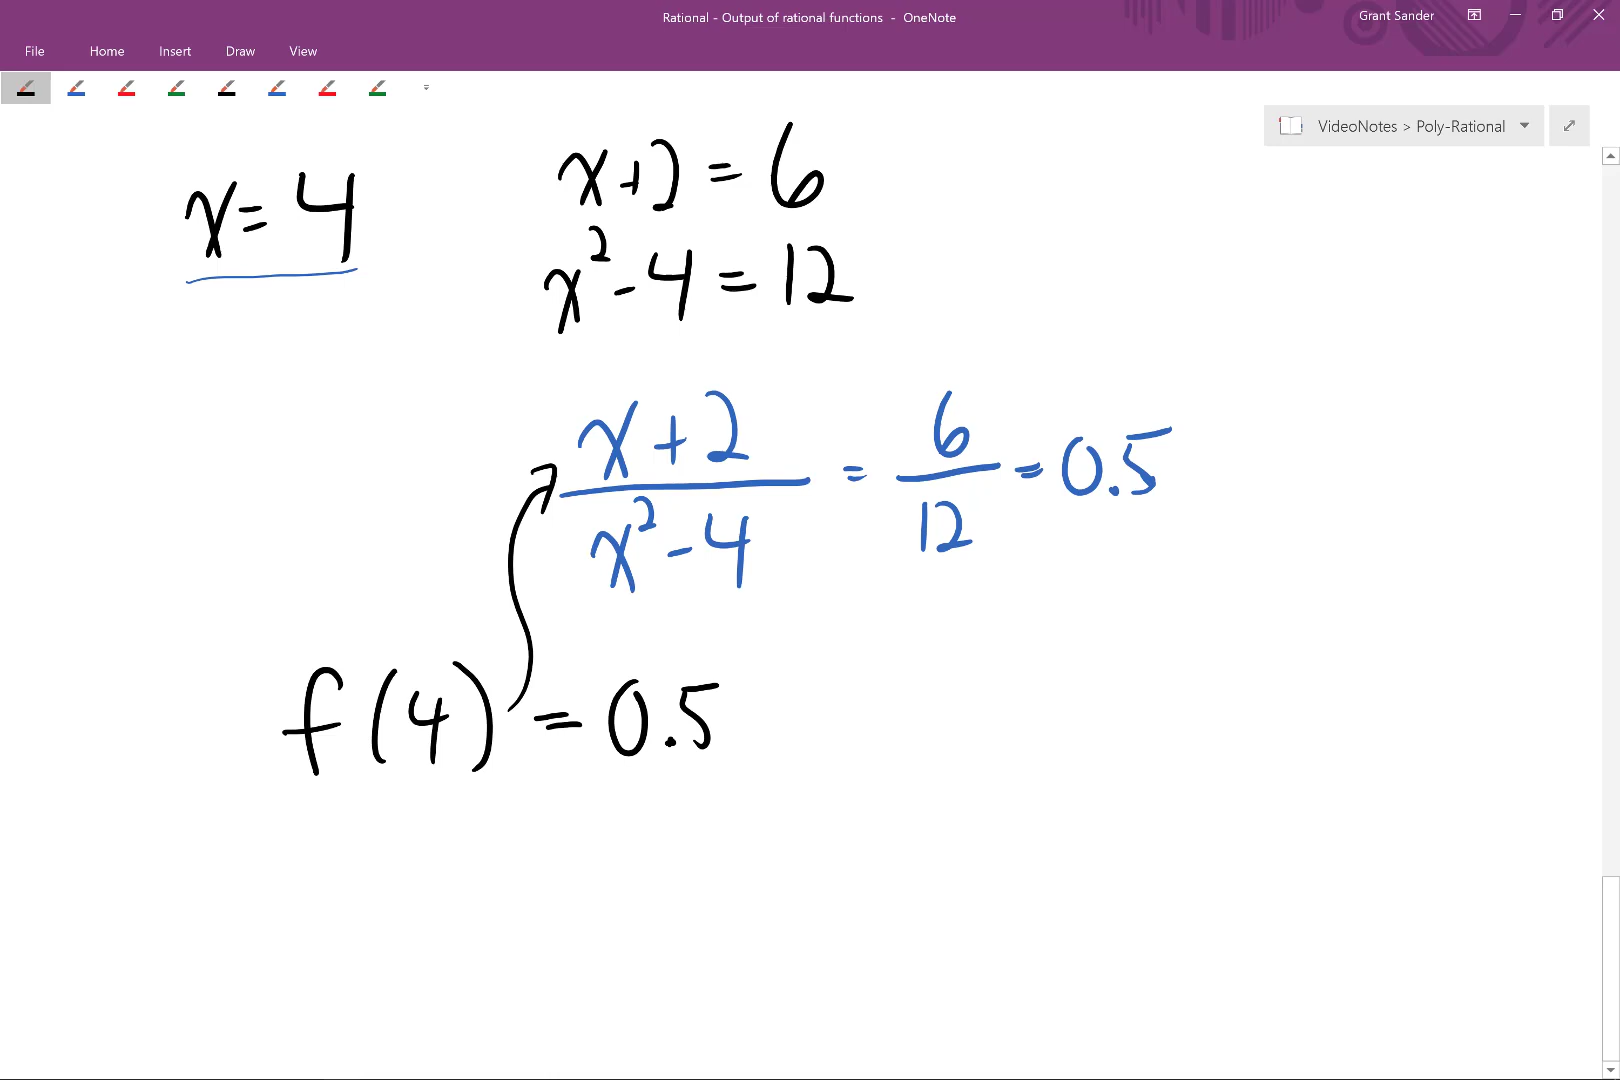 Rational - Output of rational functions - OneNote
Grant Sander
File Home Insert Draw View
VideoNotes > Poly-Rational
x = 4
x+2 = 6
x² - 4 = 12
x + 2 / x² - 4 = 6 / 12 = 0.5
f(4) = 0.5